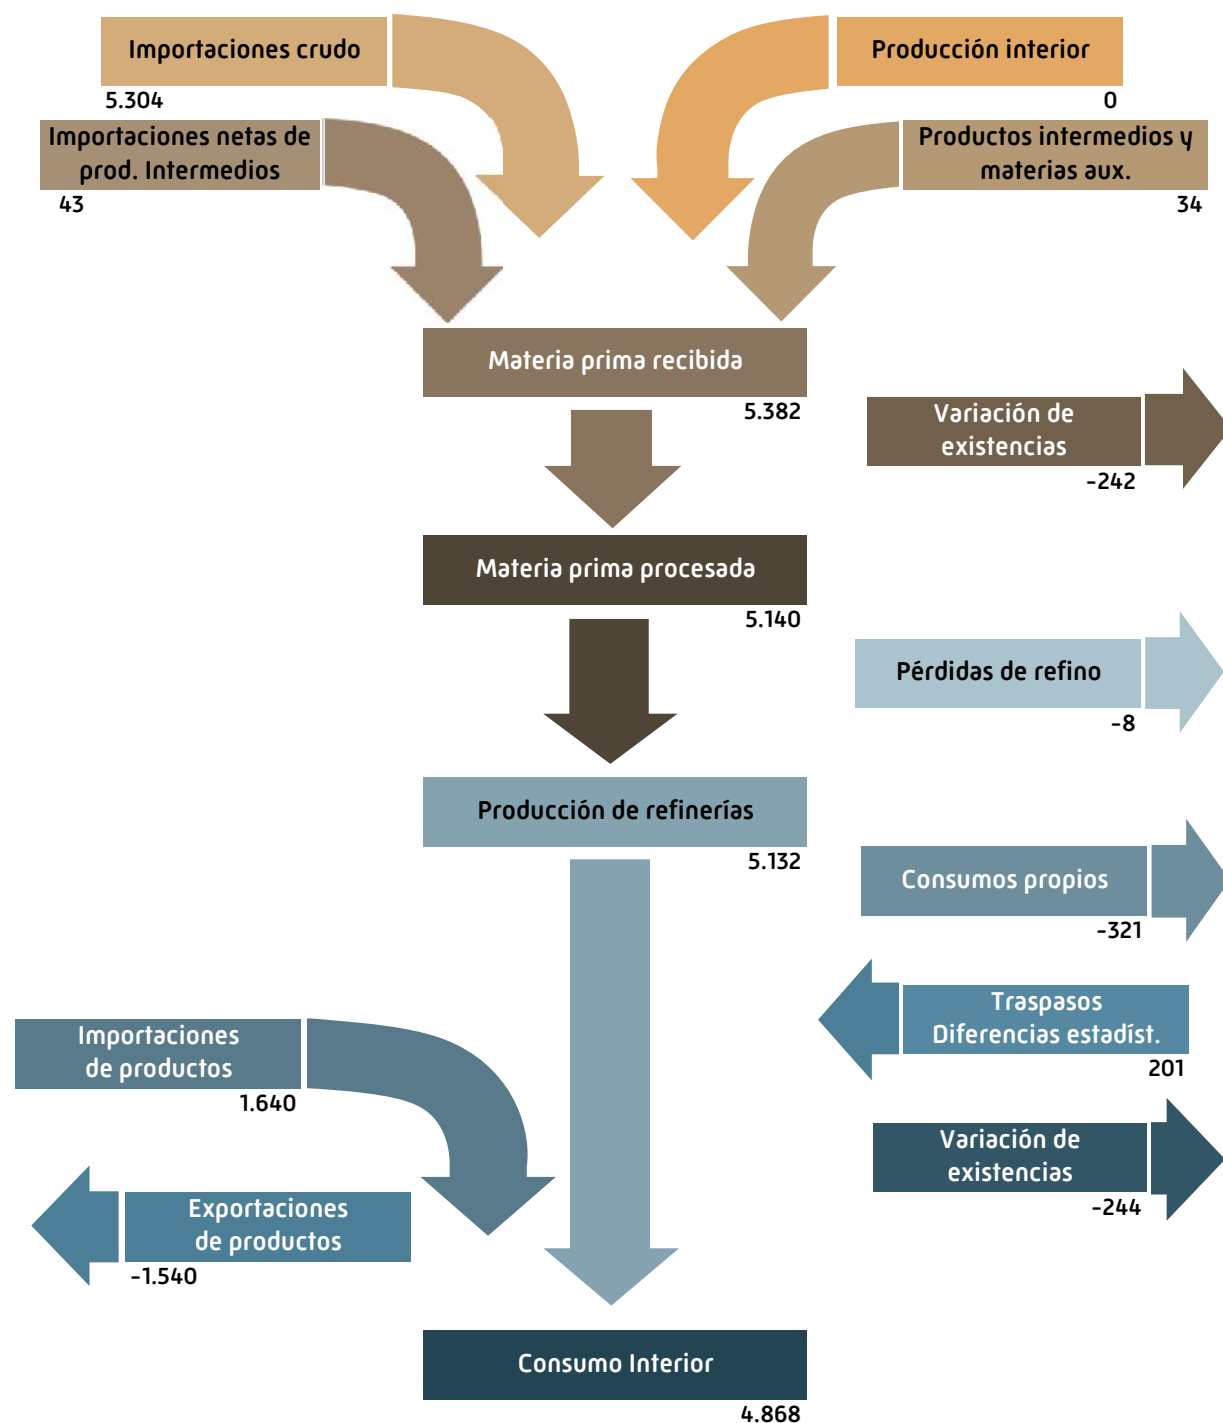 Importaciones crudo
5.304
Producción interior
0
Importaciones netas de
prod. Intermedios
43
Productos intermedios y
materias aux.
34
Materia prima recibida
5.382
Variación de
existencias
-242
Materia prima procesada
5.140
Pérdidas de refino
-8
Producción de refinerías
5.132
Consumos propios
-321
Traspasos
Diferencias estadíst.
201
Importaciones
de productos
1.640
Variación de
existencias
-244
Exportaciones
de productos
-1.540
Consumo Interior
4.868